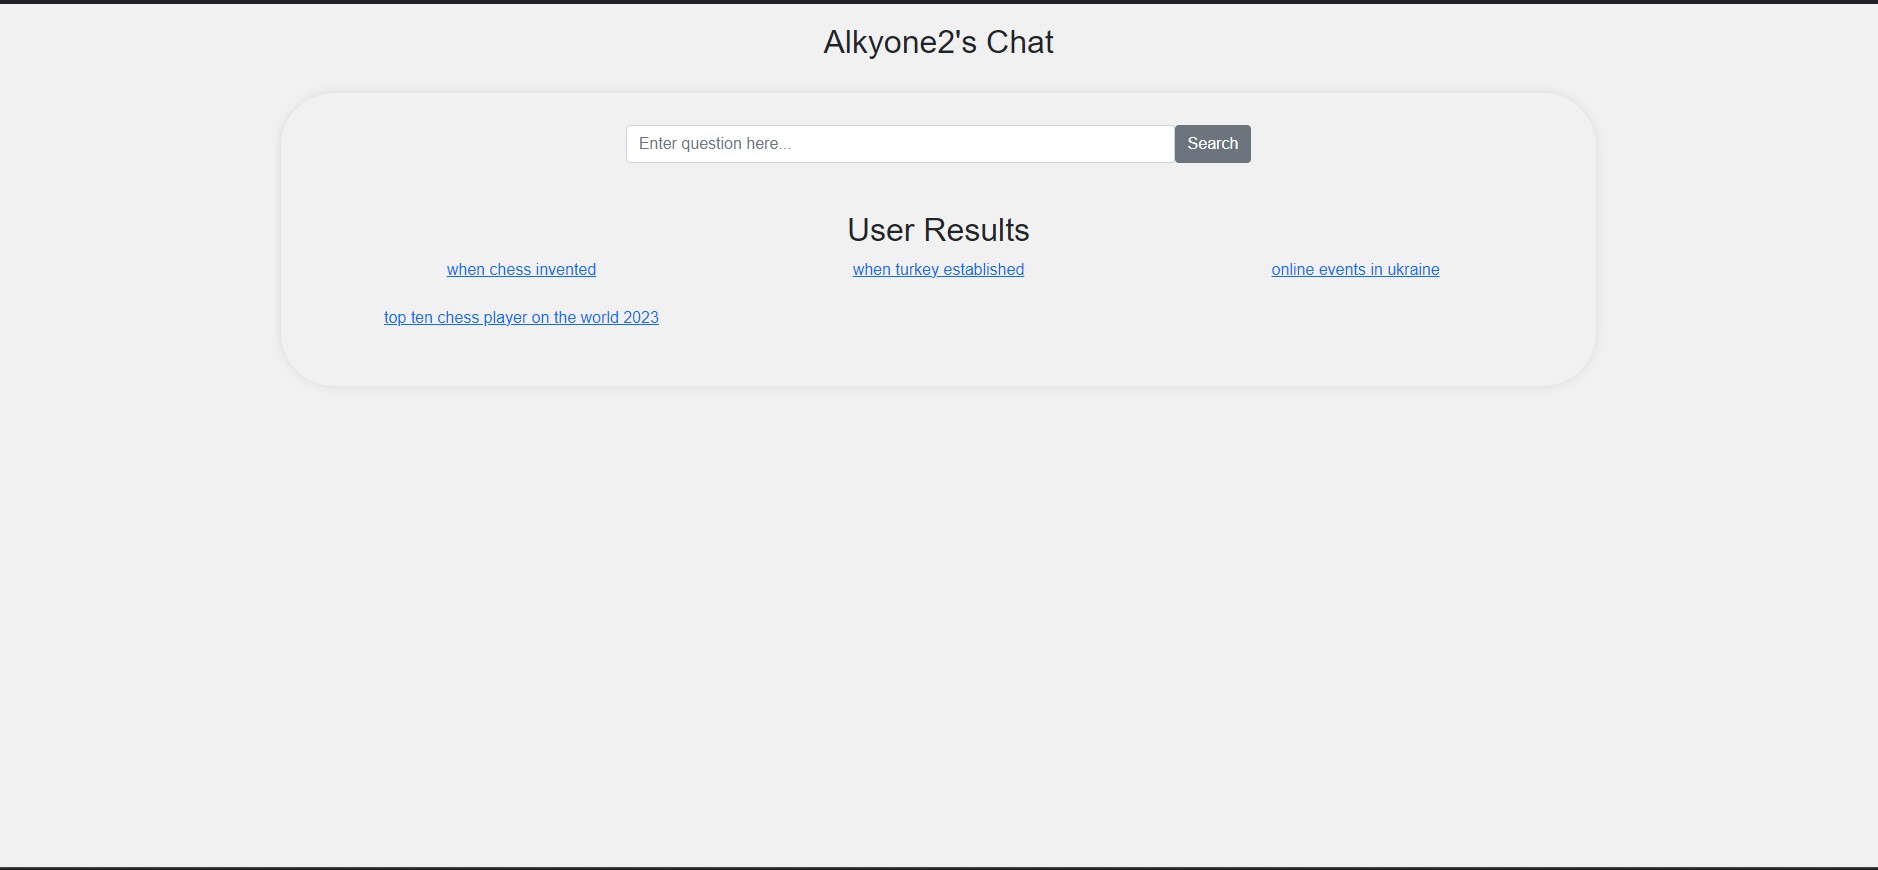 Alkyone2's Chat
Enter question here...
Search
User Results
when chess invented
when turkey established
online events in ukraine
top ten chess player on the world 2023